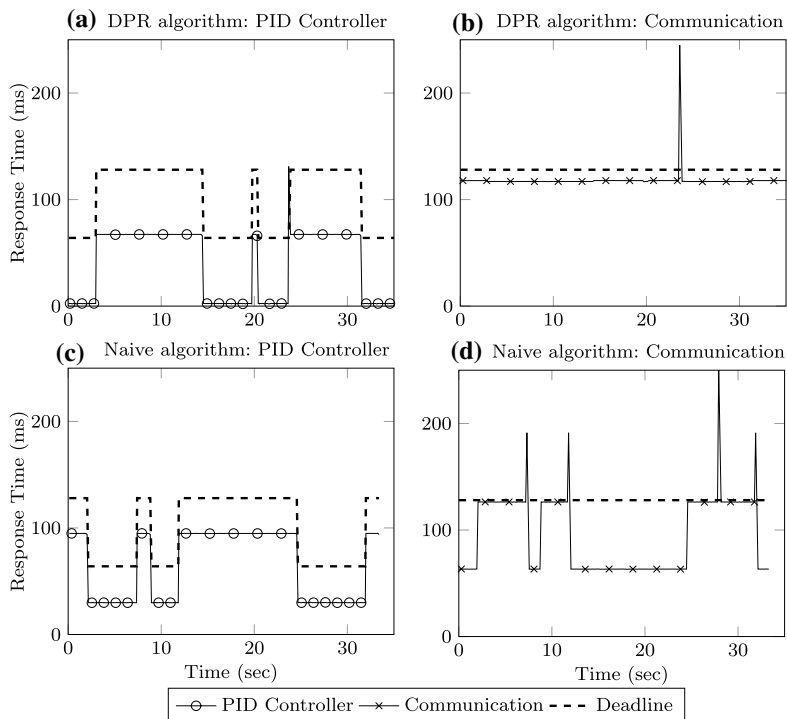 (a) DPR algorithm: PID Controller
(b) DPR algorithm: Communication
Response Time (ms)
200
100
0
0 10 20 30
200
100
0
0 10 20 30
(c) Naive algorithm: PID Controller
(d) Naive algorithm: Communication
Response Time (ms)
200
100
0
0 10 20 30
Time (sec)
200
100
0
0 10 20 30
Time (sec)
PID Controller Communication Deadline